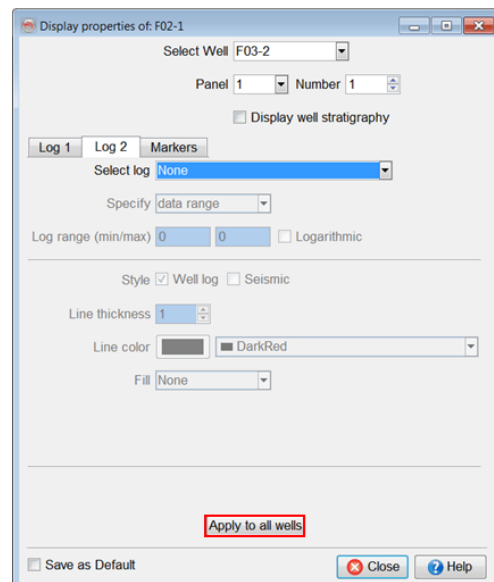 Display properties of: F02-1
Select Well F03-2
Panel 1 Number 1
Display well stratigraphy
Log 1 Log 2 Markers
Select log None
Specify data range
Log range (min/max) 0 0 Logarithmic
Style Well log Seismic
Line thickness 1
Line color DarkRed
Fill None
Apply to all wells
Save as Default Close Help